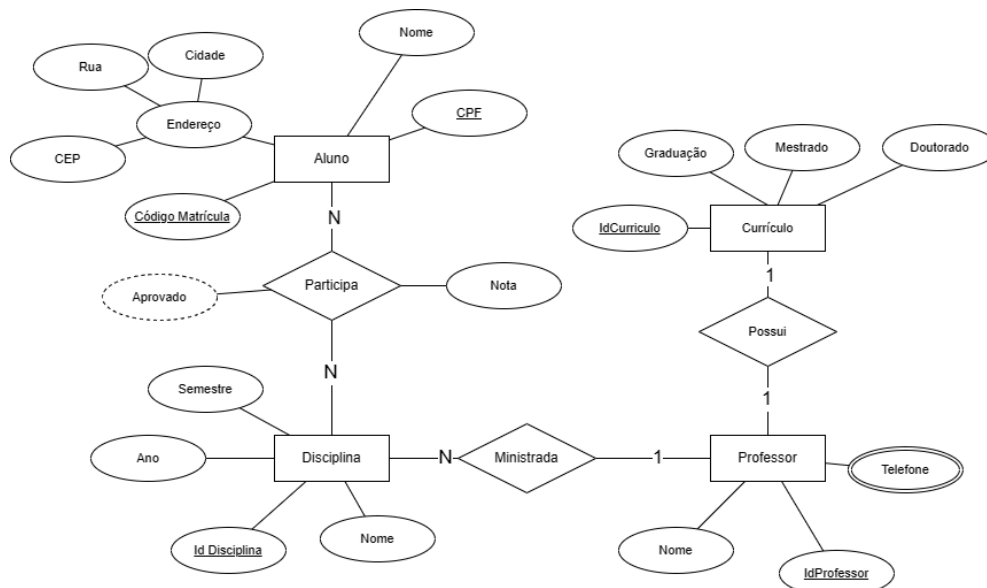 Nome
Cidade
Rua
CPF
Endereço
CEP
Aluno
Código Matrícula
Graduação
Mestrado
Doutorado
IdCurriculo
Currículo
N
1
Aprovado
Participa
Nota
Possui
N
1
Semestre
Ano
Disciplina
N
Ministrada
1
Professor
Telefone
Id Disciplina
Nome
Nome
IdProfessor